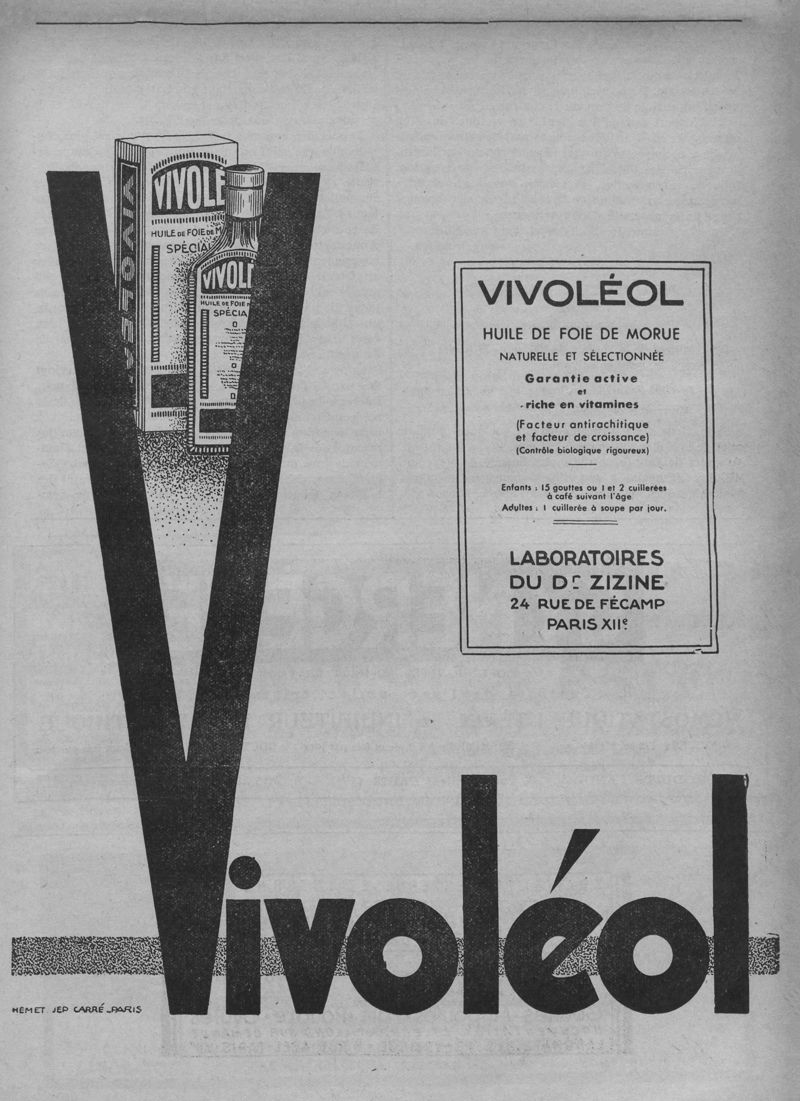 VIVOLÉ
HUILE DE FOIE DE M
SPÉCIAL
VIVOLÉOL
VIVOLÉ
HUILE DE FOIE
SPÉCIA
VIVOLÉOL
HUILE DE FOIE DE MORUE
NATURELLE ET SÉLECTIONNÉE
Garantie active
et
riche en vitamines
(Facteur antirachitique
et facteur de croissance)
(Contrôle biologique rigoureux)
Enfants : 15 gouttes ou 1 et 2 cuillerées
à café suivant l'âge
Adultes : 1 cuillerée à soupe par jour.
LABORATOIRES
DU Dr ZIZINE
24 RUE DE FÉCAMP
PARIS XIIe
Vivoléol
HEMET JEP CARRÉ_PARIS